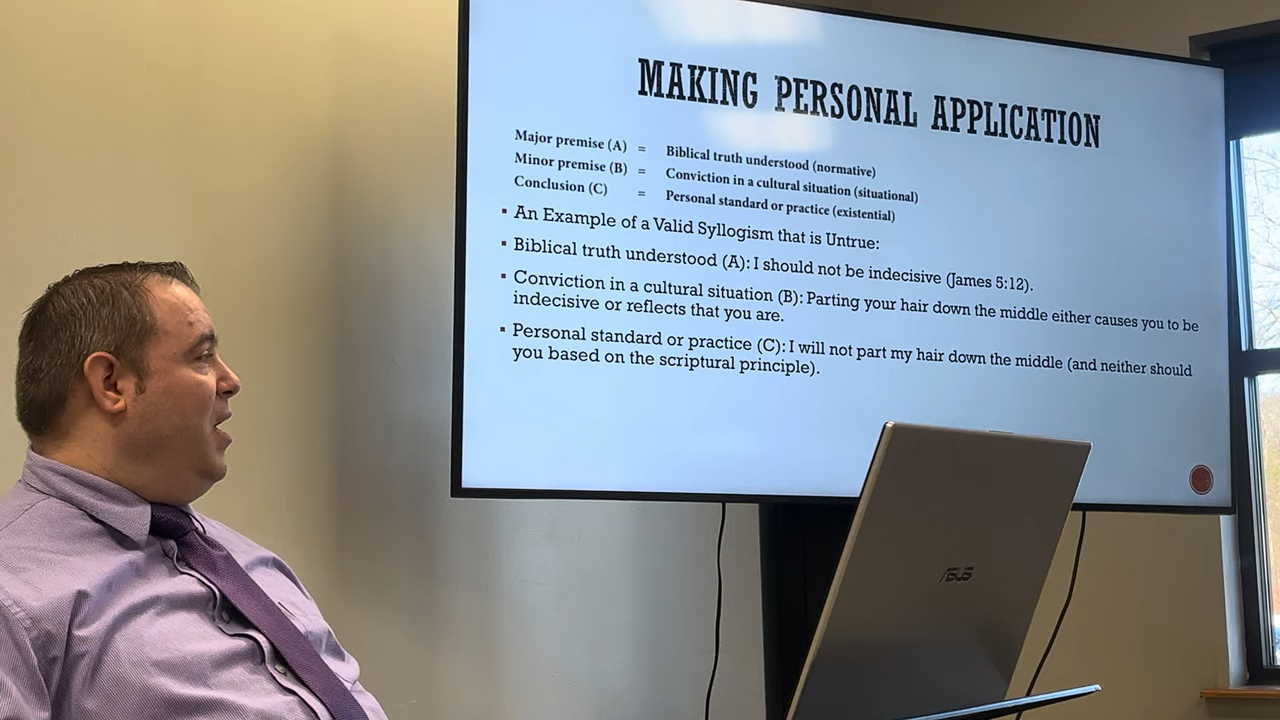 MAKING PERSONAL APPLICATION
Major premise (A) = Biblical truth understood (normative)
Minor premise (B) = Conviction in a cultural situation (situational)
Conclusion (C) = Personal standard or practice (existential)
▪ An Example of a Valid Syllogism that is Untrue:
▪ Biblical truth understood (A): I should not be indecisive (James 5:12).
▪ Conviction in a cultural situation (B): Parting your hair down the middle either causes you to be
indecisive or reflects that you are.
▪ Personal standard or practice (C): I will not part my hair down the middle (and neither should
you based on the scriptural principle).
ASUS